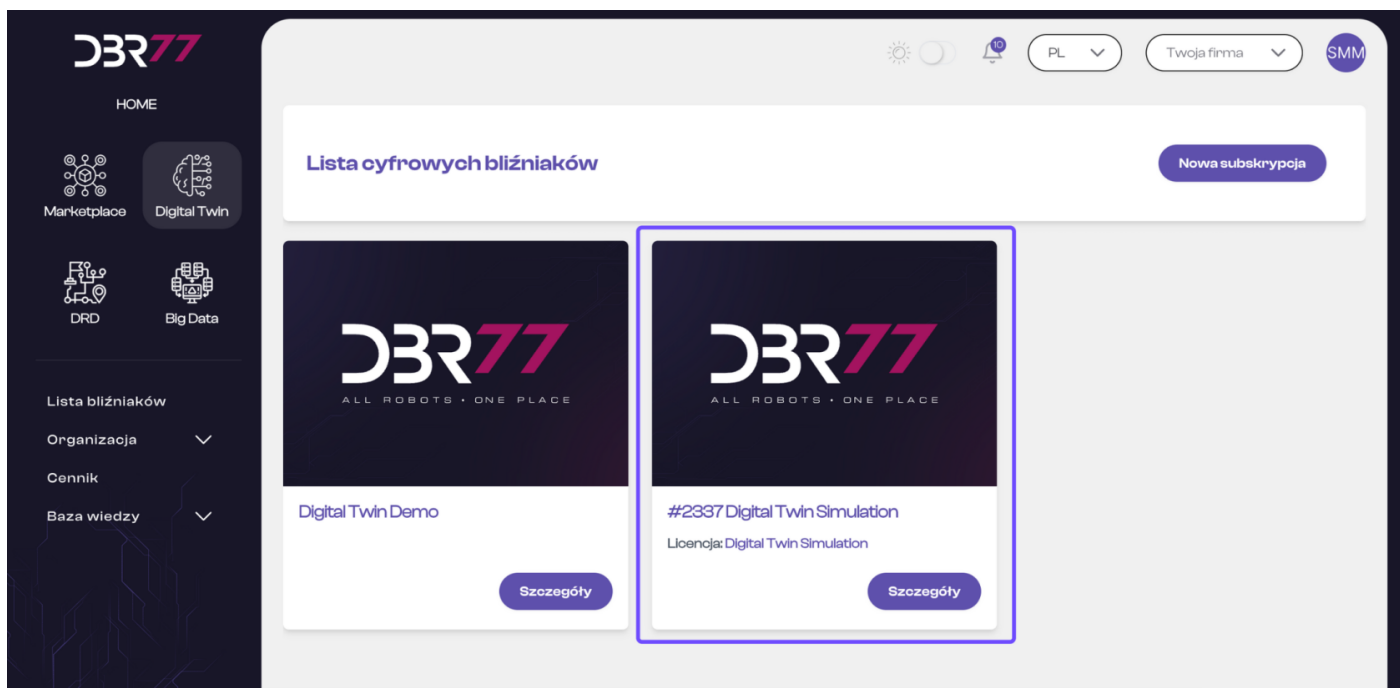 DBR77
HOME
Marketplace
Digital Twin
DRD
Big Data
Lista bliźniaków
Organizacja
Cennik
Baza wiedzy
10
PL
Twoja firma
SMM
Lista cyfrowych bliźniaków
Nowa subskrypcja
DBR77
ALL ROBOTS • ONE PLACE
Digital Twin Demo
Szczegóły
DBR77
ALL ROBOTS • ONE PLACE
#2337 Digital Twin Simulation
Licencja: Digital Twin Simulation
Szczegóły